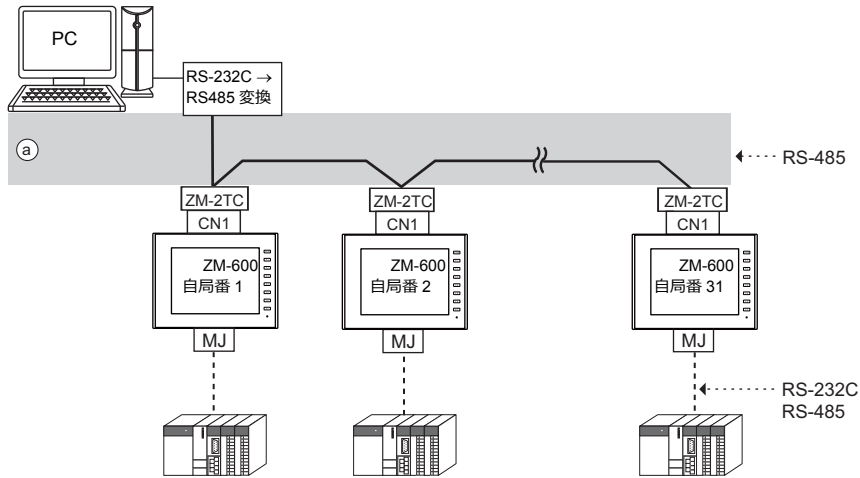 PC
RS-232C →
RS485 変換
a
RS-485
ZM-2TC
ZM-2TC
ZM-2TC
CN1
CN1
CN1
ZM-600
自局番 1
ZM-600
自局番 2
ZM-600
自局番 31
MJ
MJ
MJ
RS-232C
RS-485